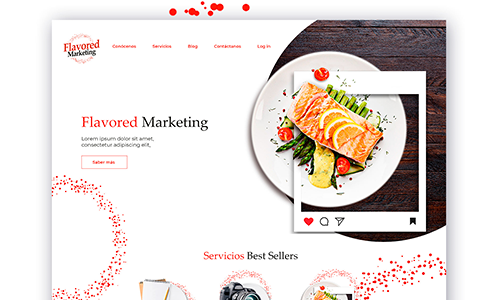 Flavored
Marketing
Conócenos Servicios Blog Contáctanos Log In
Flavored Marketing
Lorem ipsum dolor sit amet,
consectetur adipiscing elit,
Saber más
Servicios Best Sellers